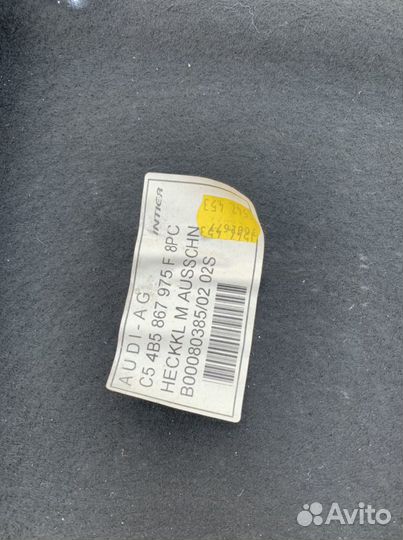 INTIER
AUDI-AG
C5 4B5 867 975 F 8PC
HECKKL M AUSSCHN
B00080385/02 02S
Avito